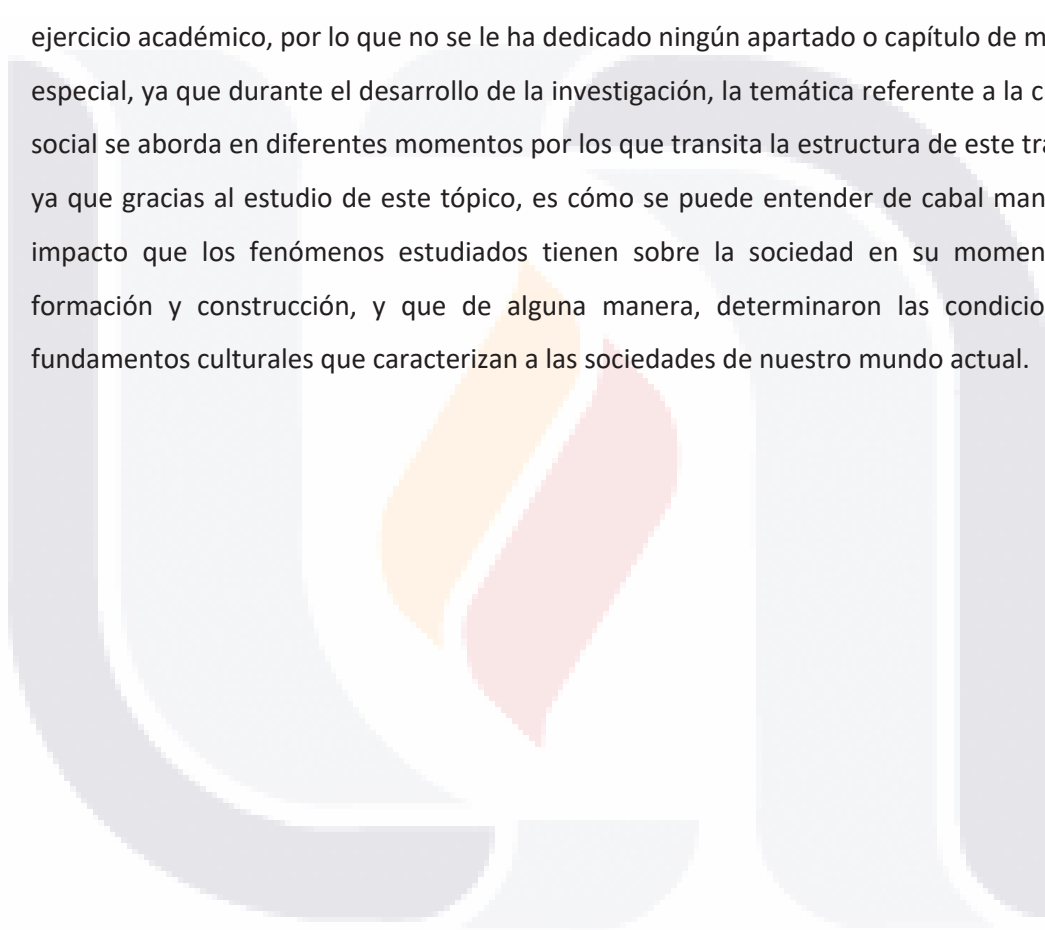 ejercicio académico, por lo que no se le ha dedicado ningún apartado o capítulo de
especial, ya que durante el desarrollo de la investigación, la temática referente a la
social se aborda en diferentes momentos por los que transita la estructura de este
ya que gracias al estudio de este tópico, es cómo se puede entender de cabal
impacto que los fenómenos estudiados tienen sobre la sociedad en su
formación y construcción, y que de alguna manera, determinaron las
fundamentos culturales que caracterizan a las sociedades de nuestro mundo actual.